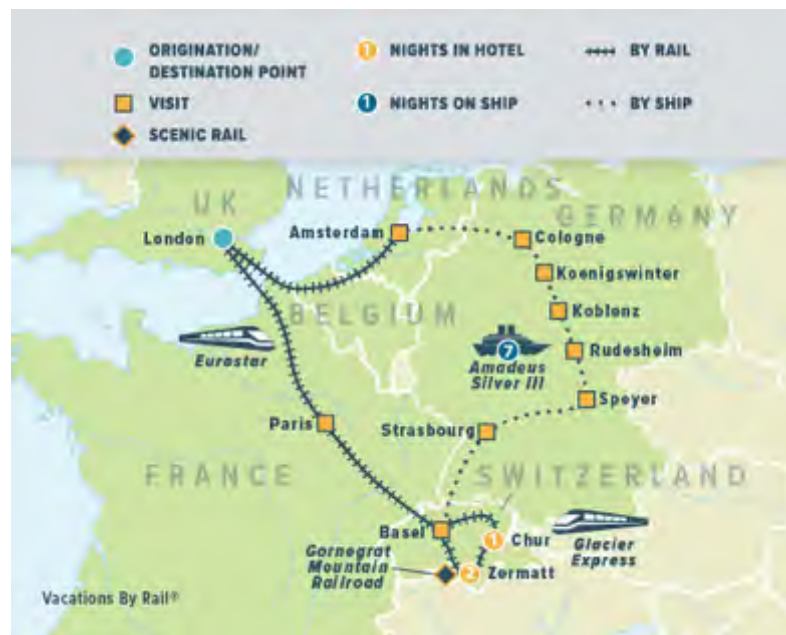 ORIGINATION/
DESTINATION POINT
VISIT
SCENIC RAIL
1 NIGHTS IN HOTEL
1 NIGHTS ON SHIP
BY RAIL
BY SHIP
UK
NETHERLANDS
GERMANY
London
Amsterdam
Cologne
Koenigswinter
BELGIUM
Koblenz
Eurostar
7
Amadeus
Silver III
Rudesheim
Speyer
Paris
Strasbourg
FRANCE
SWITZERLAND
Basel
1 Chur
Glacier
Express
Gornegrat
Mountain
Railroad
2 Zermatt
Vacations By Rail®